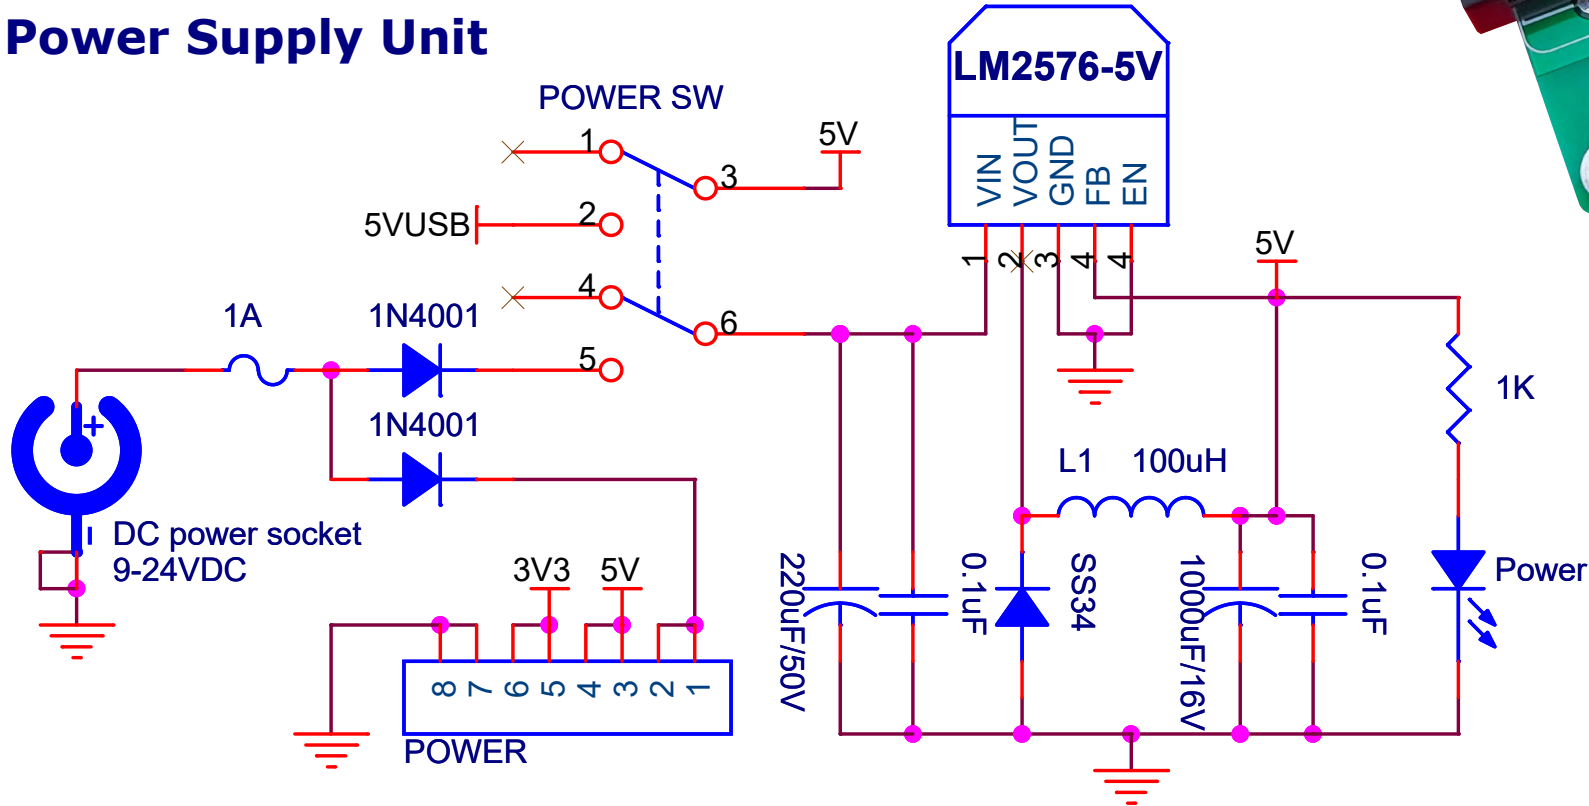 Power Supply Unit
POWER SW
LM2576-5V
1
3
5V
2
5VUSB
4
6
5
VIN
VOUT
GND
FB
EN
1
2
3
4
4
5V
1A
1N4001
1N4001
+
DC power socket
9-24VDC
1K
L1 100uH
3V3 5V
220uF/50V
0.1uF
SS34
1000uF/16V
0.1uF
Power
8 7 6 5 4 3 2 1
POWER